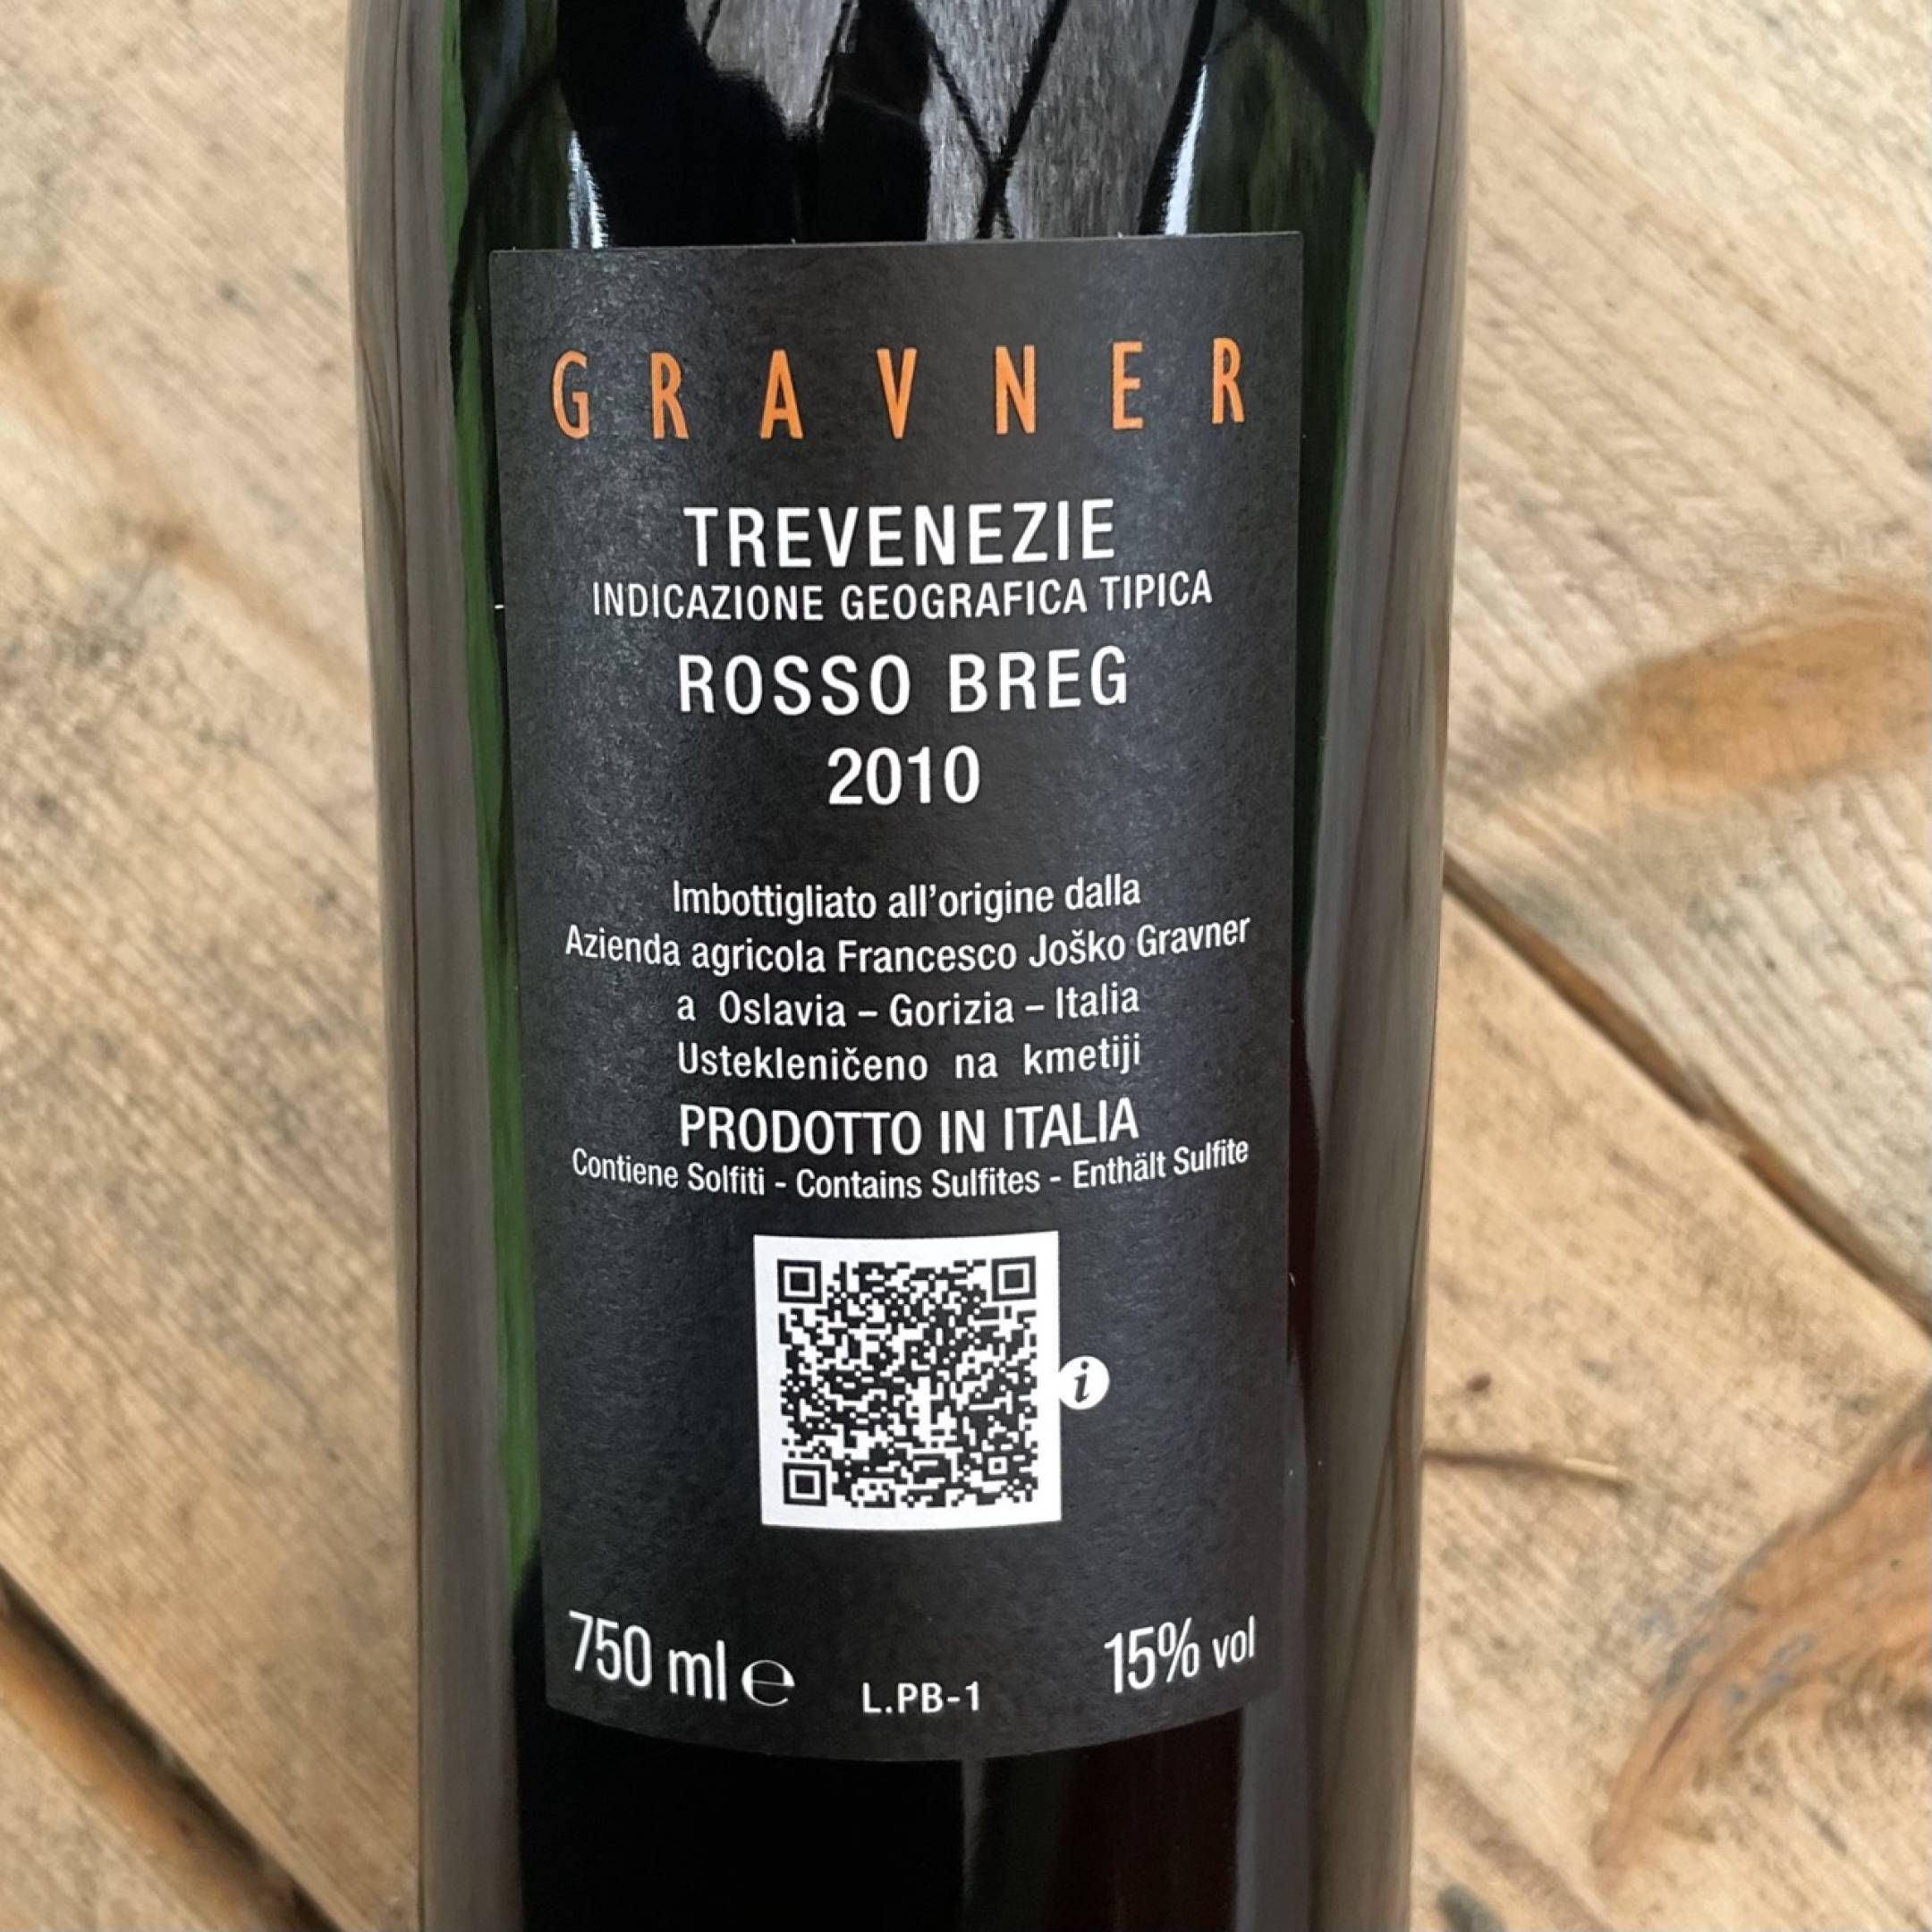 GRAVNER
TREVENEZIE
INDICAZIONE GEOGRAFICA TIPICA
ROSSO BREG
2010
Imbottigliato all'origine dalla
Azienda agricola Francesco Joško Gravner
a Oslavia – Gorizia – Italia
Ustekleničeno na kmetiji
PRODOTTO IN ITALIA
Contiene Solfiti - Contains Sulfites - Enthält Sulfite
i
750 ml e L.PB-1 15% vol